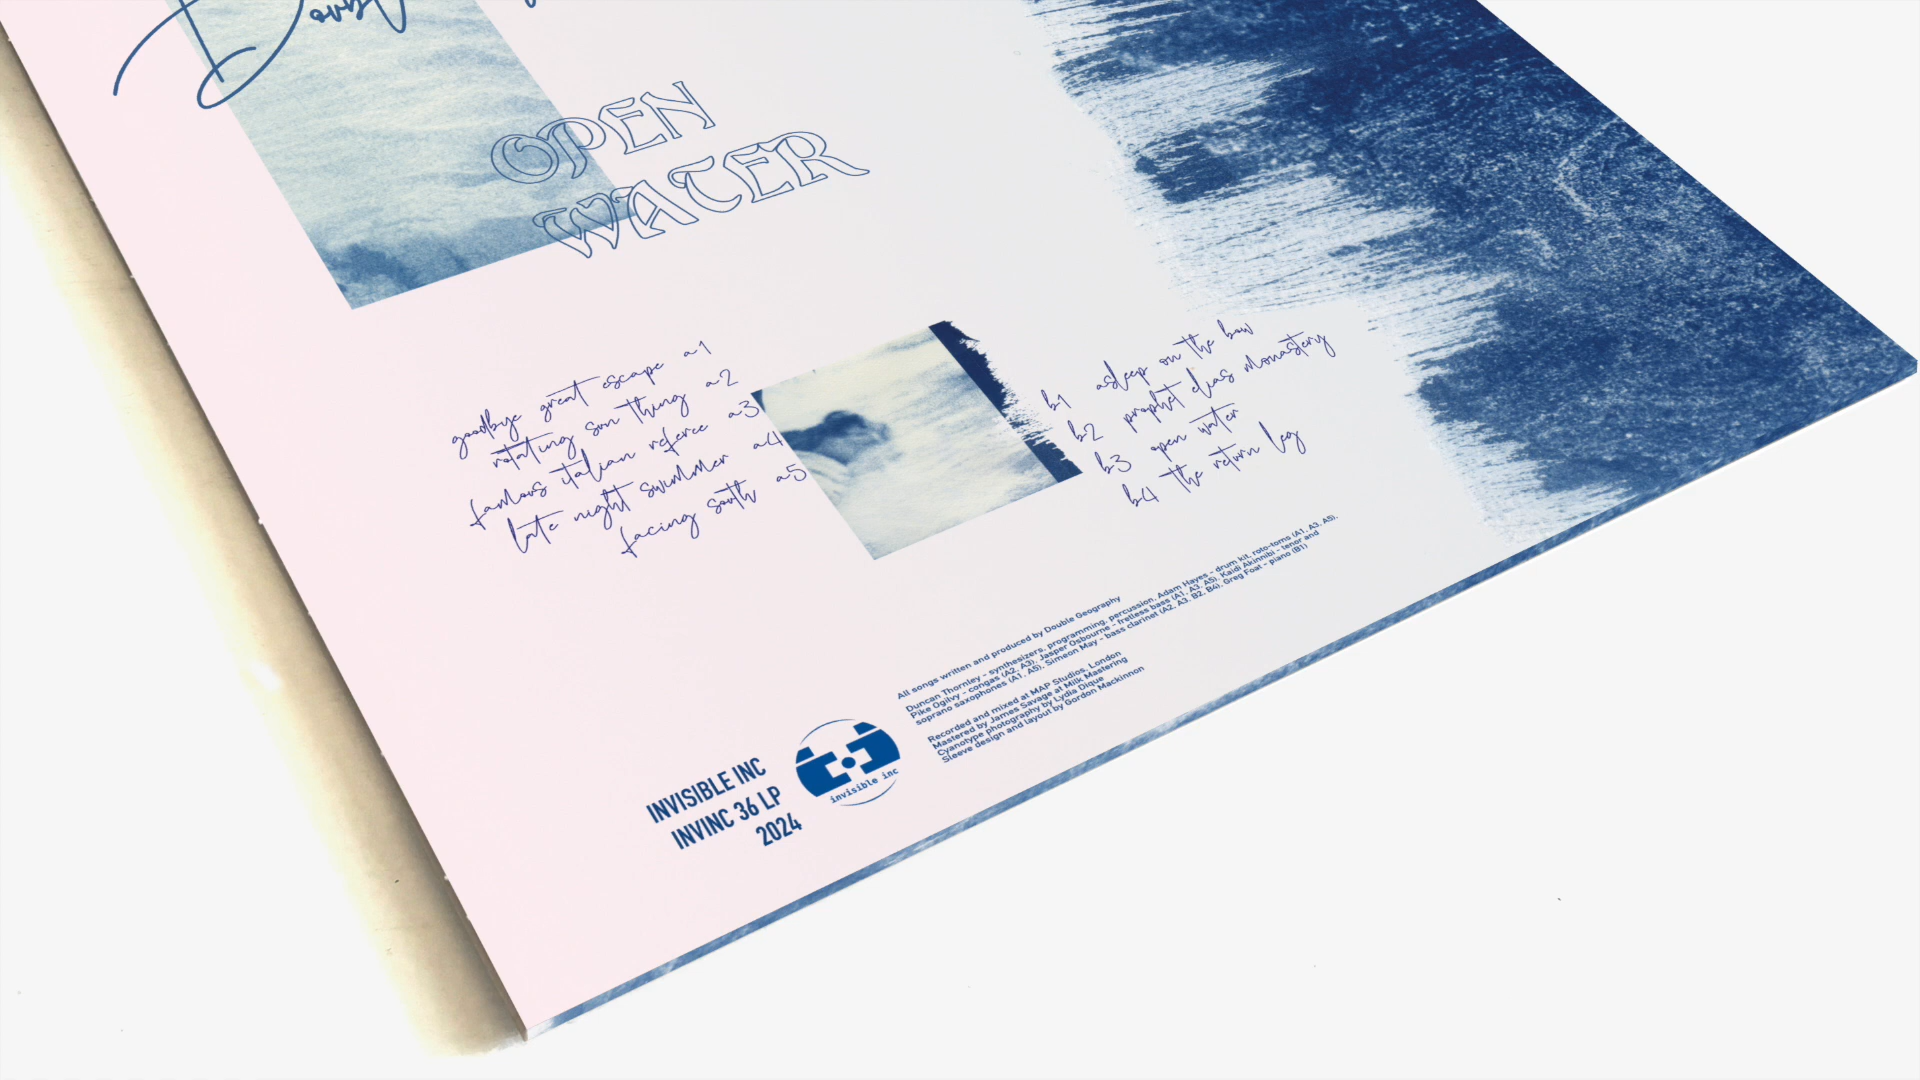 OPEN
WATER
goodbye great escape a1
rotating son thing a2
famous italian referee a3
late night swimmer a4
facing south a5
b1 asleep on the bow
b2 prophet elias monastery
b3 open water
b4 the return leg
All songs written and produced by Double Geography
Duncan Thornley - synthesizers, programming, percussion, Adam Hayes - drum kit, roto-toms (A1, A3, A5),
Pike Ogilvy - congas (A2, A3), Jasper Osbourne - fretless bass (A1, A3, A5), Kaidi Akinnibi - tenor and
soprano saxophones (A1, A5), Simeon May - bass clarinet (A2, A3, B2, B4), Greg Foat - piano (B1)
Recorded and mixed at MAP Studios, London
Mastered by James Savage at Milk Mastering
Cyanotype photography by Lydia Dique
Sleeve design and layout by Gordon Mackinnon
invisible inc
INVISIBLE INC
INVINC 36 LP
2024